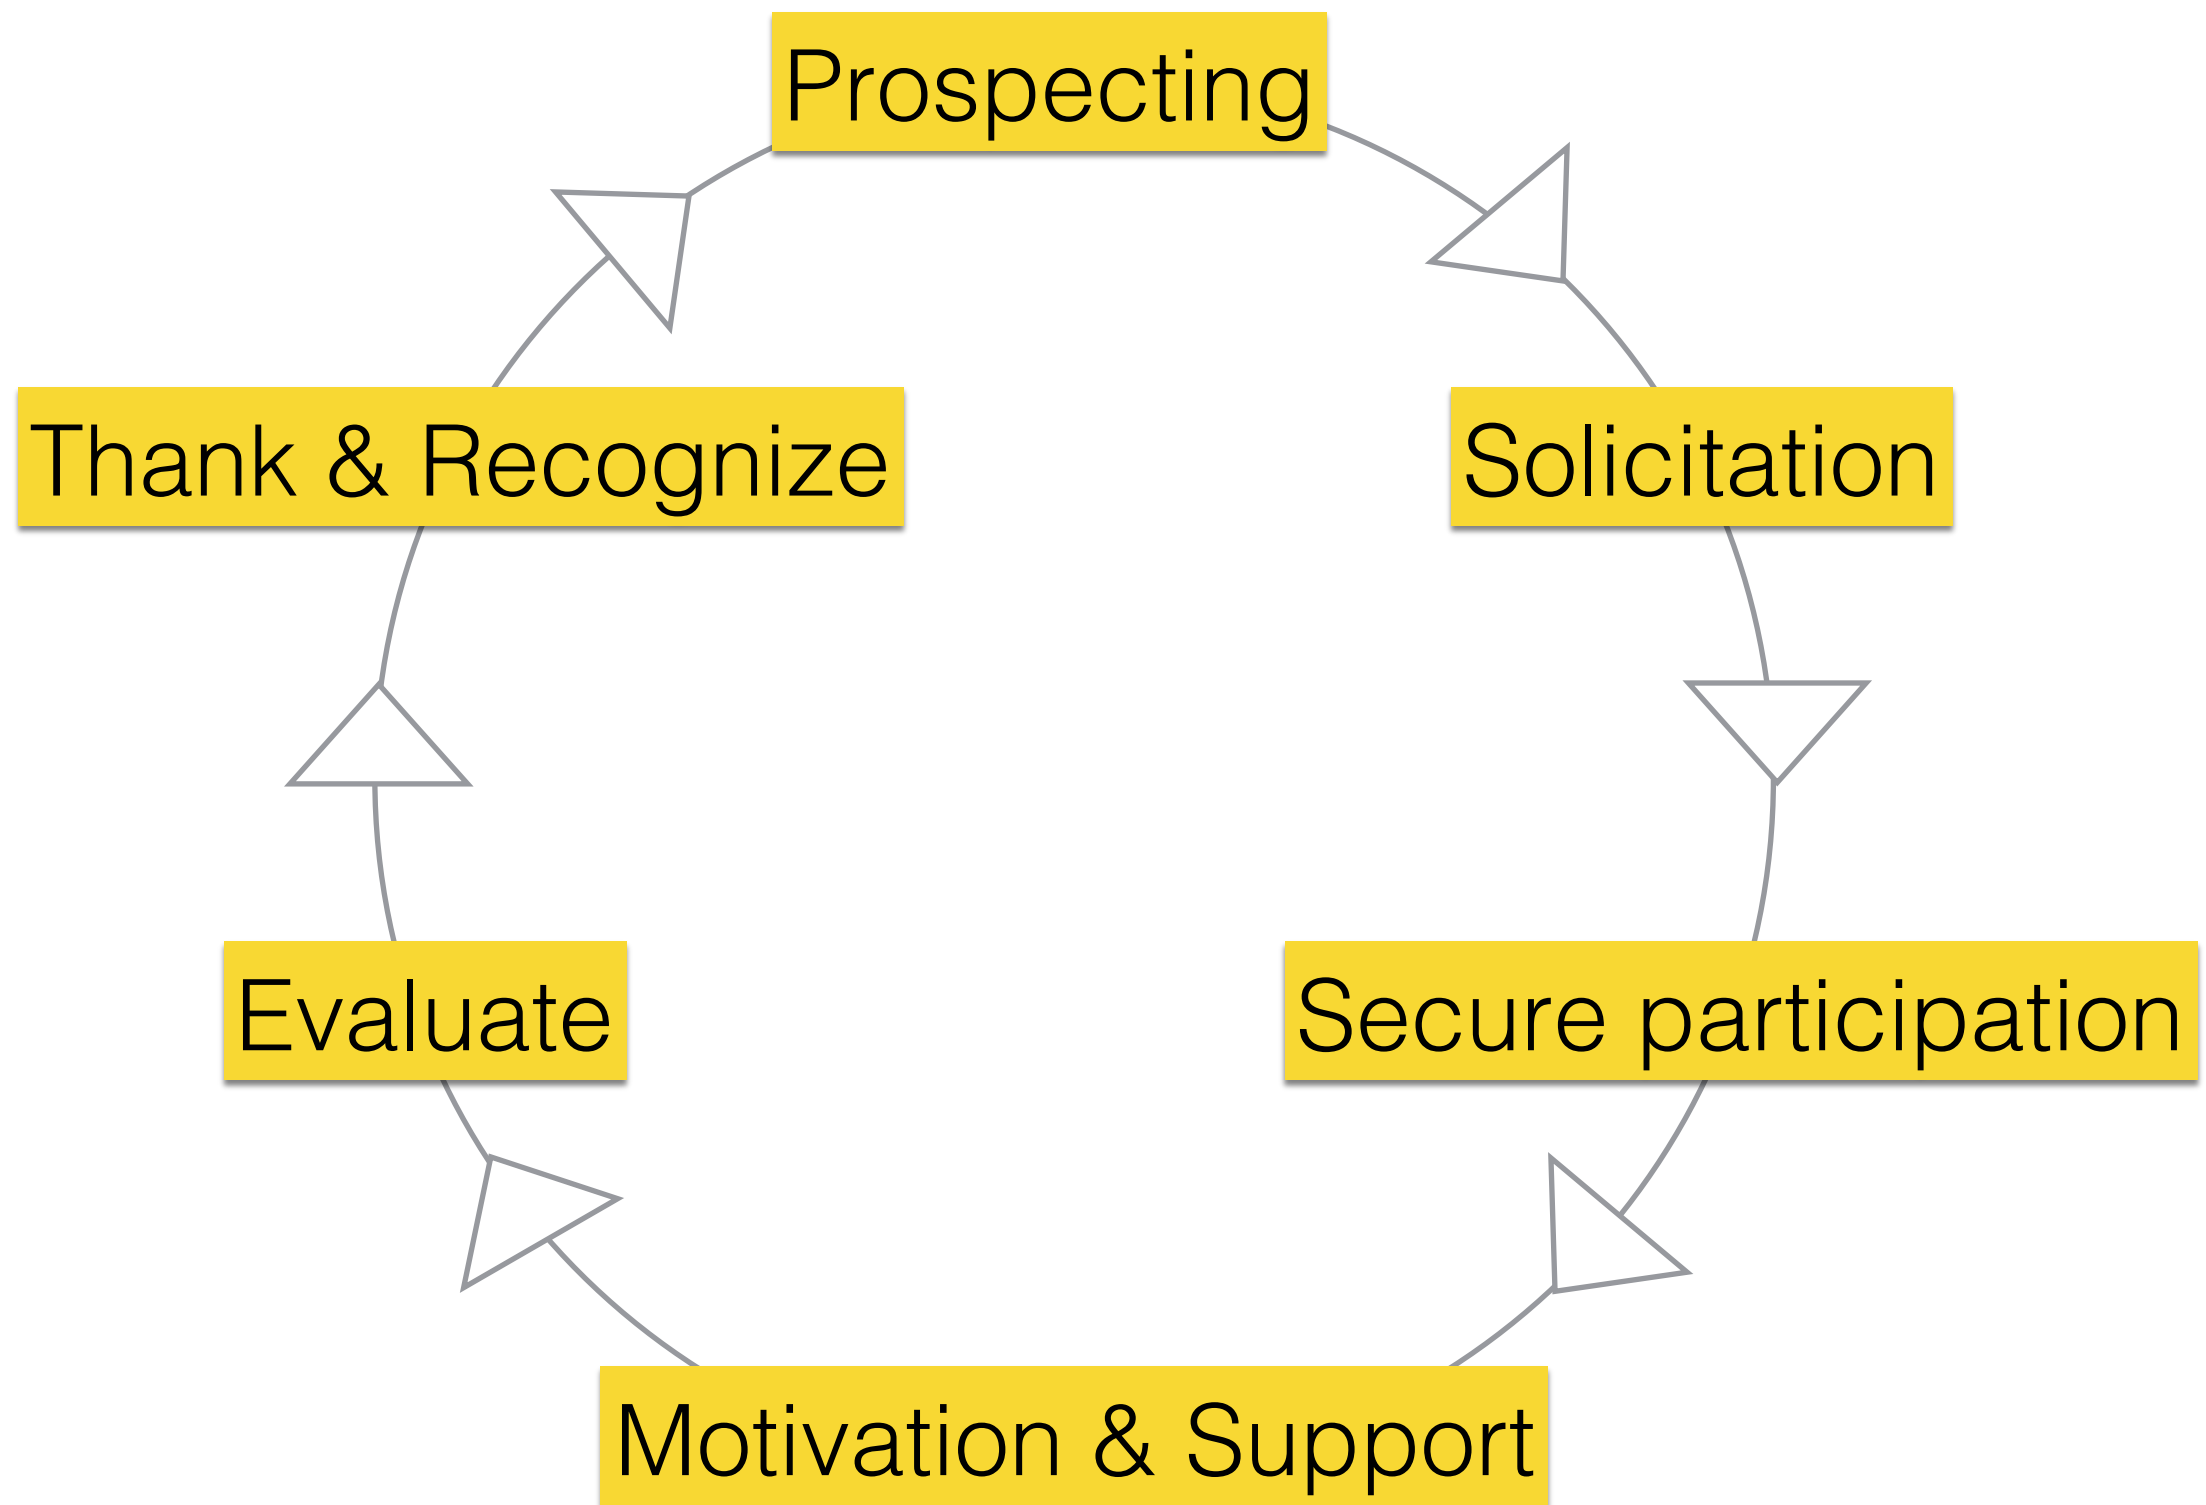 Prospecting
Solicitation
Secure participation
Motivation & Support
Evaluate
Thank & Recognize